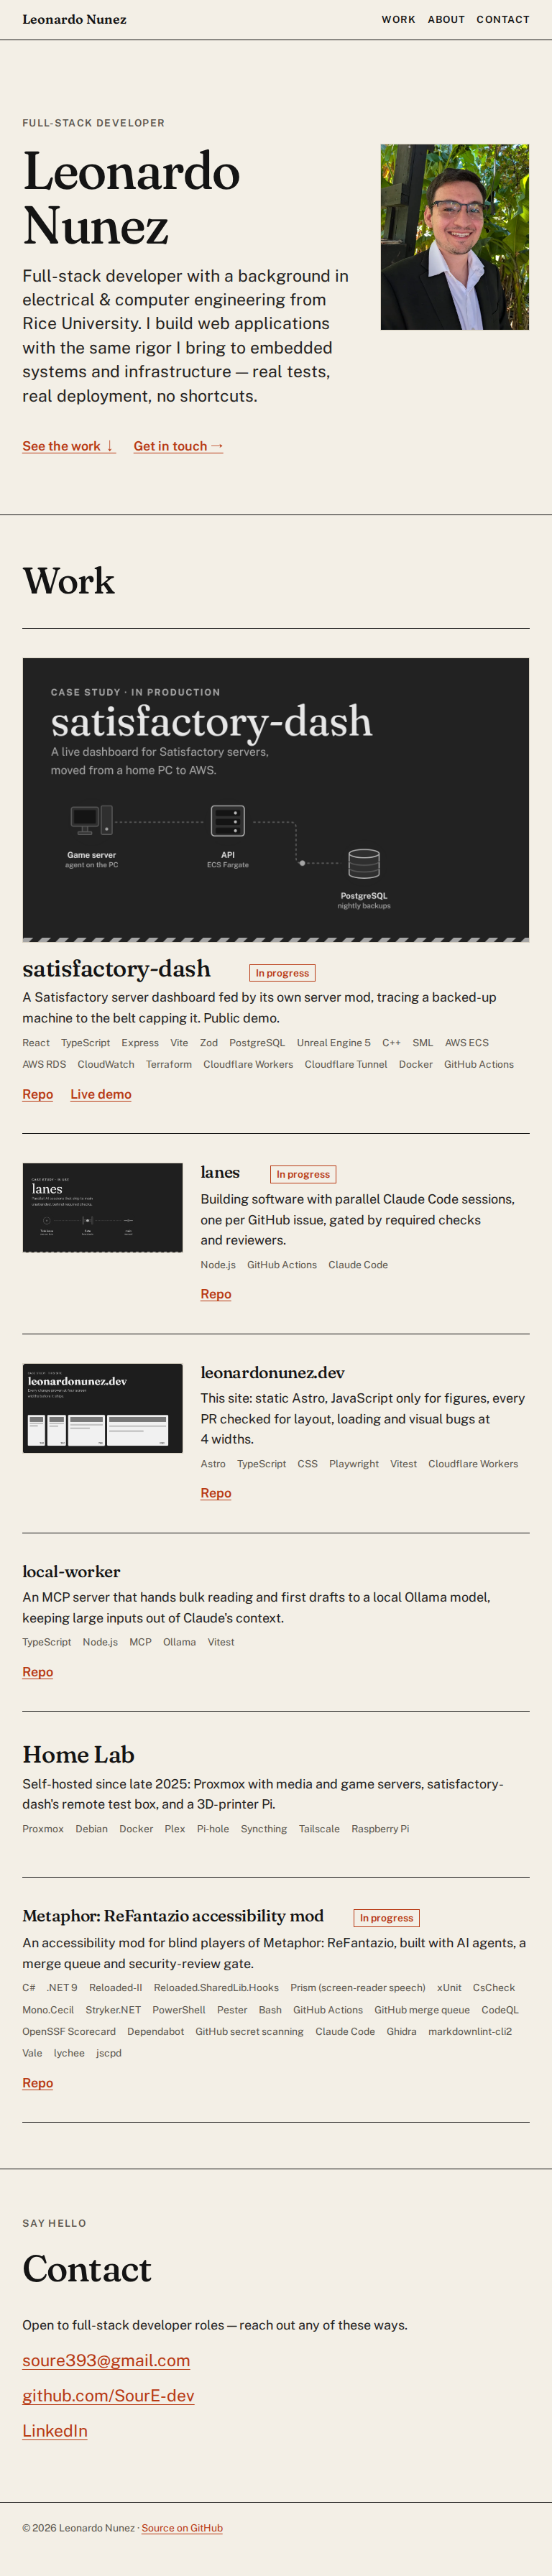 Leonardo Nunez
WORK ABOUT CONTACT
FULL-STACK DEVELOPER
Leonardo
Nunez
Full-stack developer with a background in
electrical & computer engineering from
Rice University. I build web applications
with the same rigor I bring to embedded
systems and infrastructure — real tests,
real deployment, no shortcuts.
See the work ↓ Get in touch →
Work
CASE STUDY · IN PRODUCTION
satisfactory-dash
A live dashboard for Satisfactory servers,
moved from a home PC to AWS.
Game server
agent on the PC
API
ECS Fargate
PostgreSQL
nightly backups
satisfactory-dash In progress
A Satisfactory server dashboard fed by its own server mod, tracing a backed-up
machine to the belt capping it. Public demo.
React TypeScript Express Vite Zod PostgreSQL Unreal Engine 5 C++ SML AWS ECS
AWS RDS CloudWatch Terraform Cloudflare Workers Cloudflare Tunnel Docker GitHub Actions
Repo Live demo
lanes
lanes In progress
Building software with parallel Claude Code sessions,
one per GitHub issue, gated by required checks
and reviewers.
Node.js GitHub Actions Claude Code
Repo
leonardonunez.dev
leonardonunez.dev
This site: static Astro, JavaScript only for figures, every
PR checked for layout, loading and visual bugs at
4 widths.
Astro TypeScript CSS Playwright Vitest Cloudflare Workers
Repo
local-worker
An MCP server that hands bulk reading and first drafts to a local Ollama model,
keeping large inputs out of Claude's context.
TypeScript Node.js MCP Ollama Vitest
Repo
Home Lab
Self-hosted since late 2025: Proxmox with media and game servers, satisfactory-
dash's remote test box, and a 3D-printer Pi.
Proxmox Debian Docker Plex Pi-hole Syncthing Tailscale Raspberry Pi
Metaphor: ReFantazio accessibility mod In progress
An accessibility mod for blind players of Metaphor: ReFantazio, built with AI agents, a
merge queue and security-review gate.
C# .NET 9 Reloaded-II Reloaded.SharedLib.Hooks Prism (screen-reader speech) xUnit CsCheck
Mono.Cecil Stryker.NET PowerShell Pester Bash GitHub Actions GitHub merge queue CodeQL
OpenSSF Scorecard Dependabot GitHub secret scanning Claude Code Ghidra markdownlint-cli2
Vale lychee jscpd
Repo
SAY HELLO
Contact
Open to full-stack developer roles — reach out any of these ways.
soure393@gmail.com
github.com/SourE-dev
LinkedIn
© 2026 Leonardo Nunez · Source on GitHub